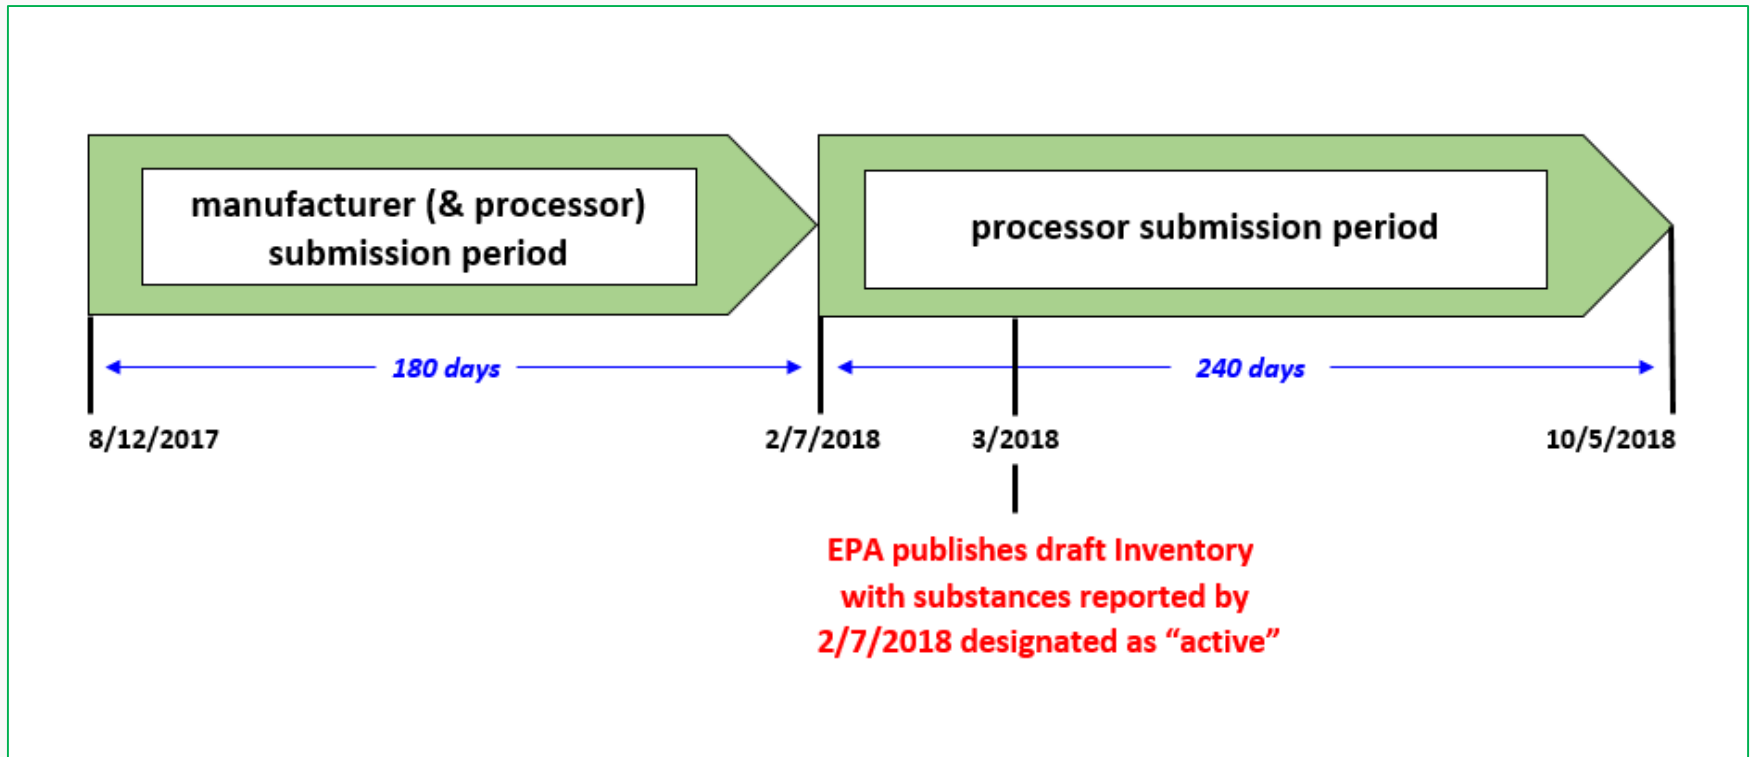 manufacturer (& processor)
submission period
processor submission period
180 days
240 days
8/12/2017
2/7/2018
3/2018
10/5/2018
EPA publishes draft Inventory
with substances reported by
2/7/2018 designated as “active”